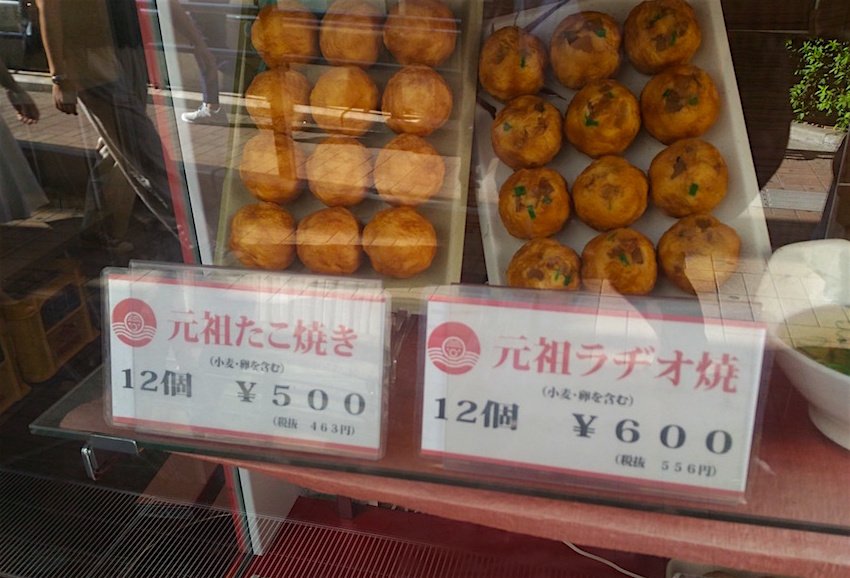 元祖たこ焼き
(小麦・卵を含む)
12個 ￥５００
(税抜 ４６３円)
元祖ラヂオ焼
(小麦・卵を含む)
12個 ￥６００
(税抜 ５５６円)